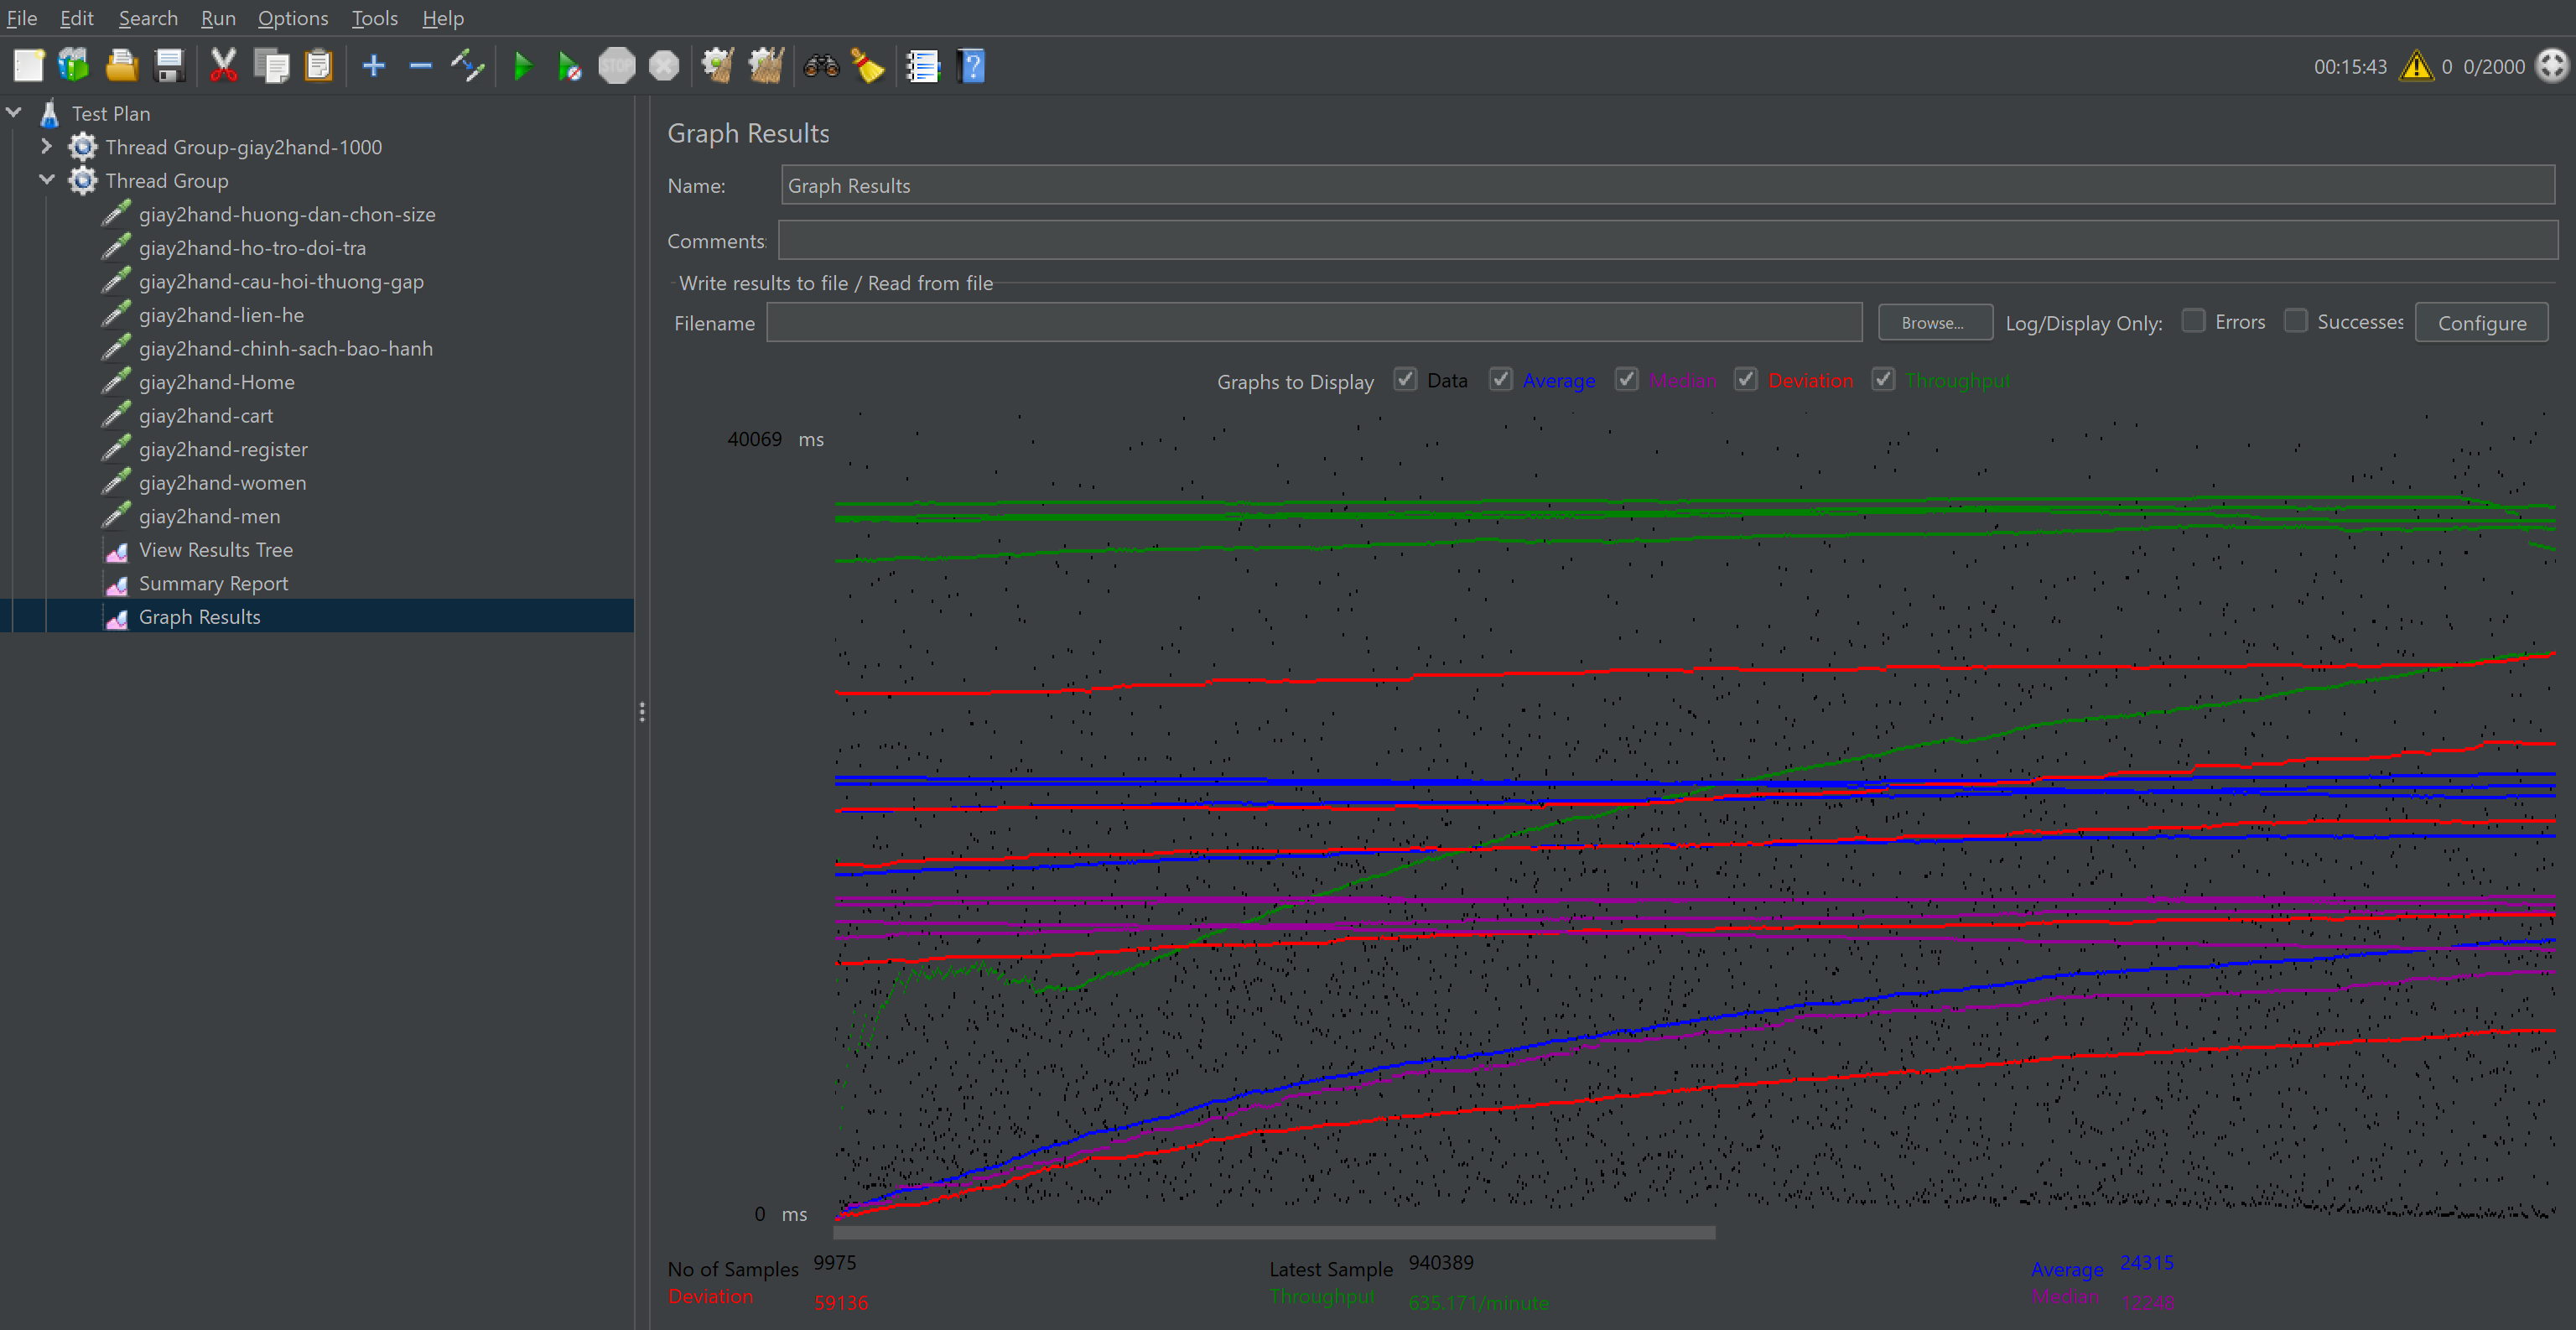 File Edit Search Run Options Tools Help
STOP
00:15:43 0 0/2000
Test Plan
Thread Group-giay2hand-1000
Thread Group
giay2hand-huong-dan-chon-size
giay2hand-ho-tro-doi-tra
giay2hand-cau-hoi-thuong-gap
giay2hand-lien-he
giay2hand-chinh-sach-bao-hanh
giay2hand-Home
giay2hand-cart
giay2hand-register
giay2hand-women
giay2hand-men
View Results Tree
Summary Report
Graph Results
Graph Results
Name: Graph Results
Comments:
Write results to file / Read from file
Filename Browse... Log/Display Only: Errors Successes Configure
Graphs to Display Data Average Median Deviation Throughput
40069 ms
0 ms
No of Samples 9975 Latest Sample 940389 Average 24315
Deviation 59136 Throughput 635.171/minute Median 12248